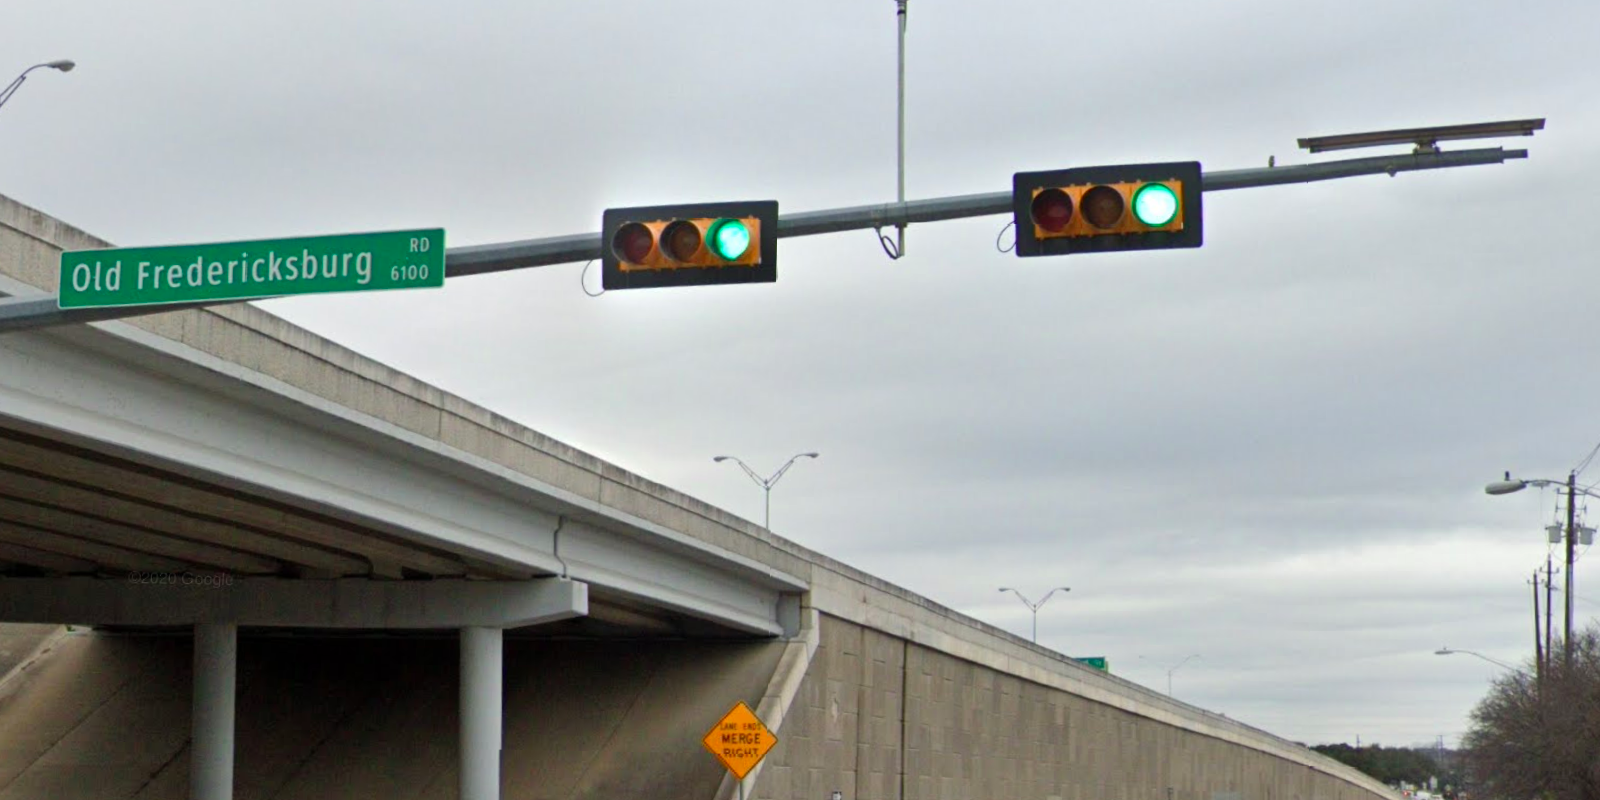 Old Fredericksburg RD
6100
©2020 Google
LANE ENDS
MERGE
RIGHT